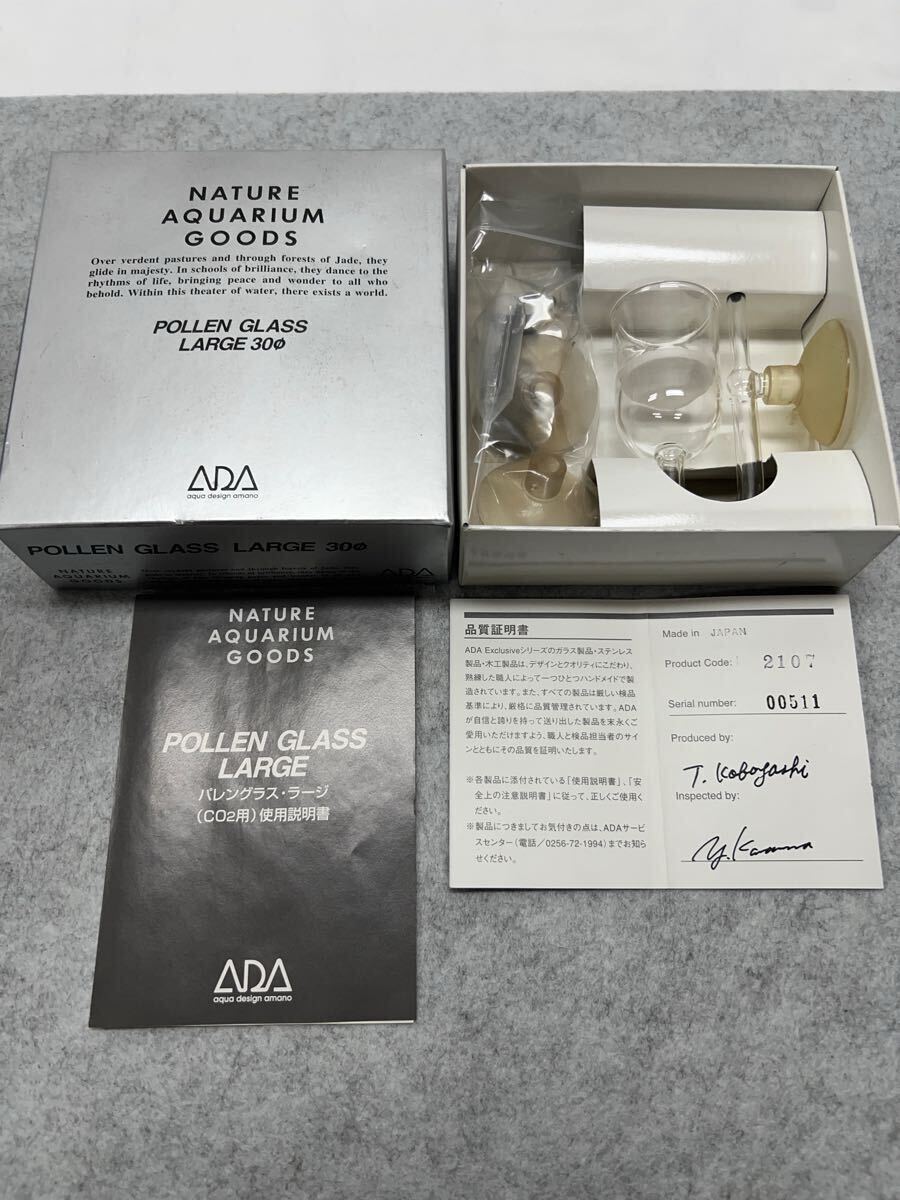 NATURE
AQUARIUM
GOODS
Over verdent pastures and through forests of Jade, they
glide in majesty. In schools of brilliance, they dance to the
rhythms of life, bringing peace and wonder to all who
behold. Within this theater of water, there exists a world.
POLLEN GLASS
LARGE 30ø
ADA
aqua design amano
POLLEN GLASS LARGE 30ø
NATURE
AQUARIUM
GOODS
ADA
NATURE
AQUARIUM
GOODS
POLLEN GLASS
LARGE
パレングラス・ラージ
(CO2用)使用説明書
ADA
aqua design amano
品質証明書
ADA Exclusiveシリーズのガラス製品・ステンレス
製品・木工製品は、デザインとクオリティにこだわり、
熟練した職人によって一つひとつハンドメイドで製
造されています。また、すべての製品は厳しい検品
基準により、厳格に品質管理されています。ADA
が自信と誇りを持って送り出した製品を末永くご
愛用いただけますよう、職人と検品担当者のサイ
ンとともにその品質を証明いたします。
※各製品に添付されている「使用説明書」、「安
全上の注意説明書」に従って、正しくご使用く
ださい。
※製品につきましてお気付きの点は、ADAサービ
スセンター(電話/0256-72-1994)までお知ら
せください。
Made in JAPAN
Product Code: 2107
Serial number: 00511
Produced by:
T. Kobayashi
Inspected by: